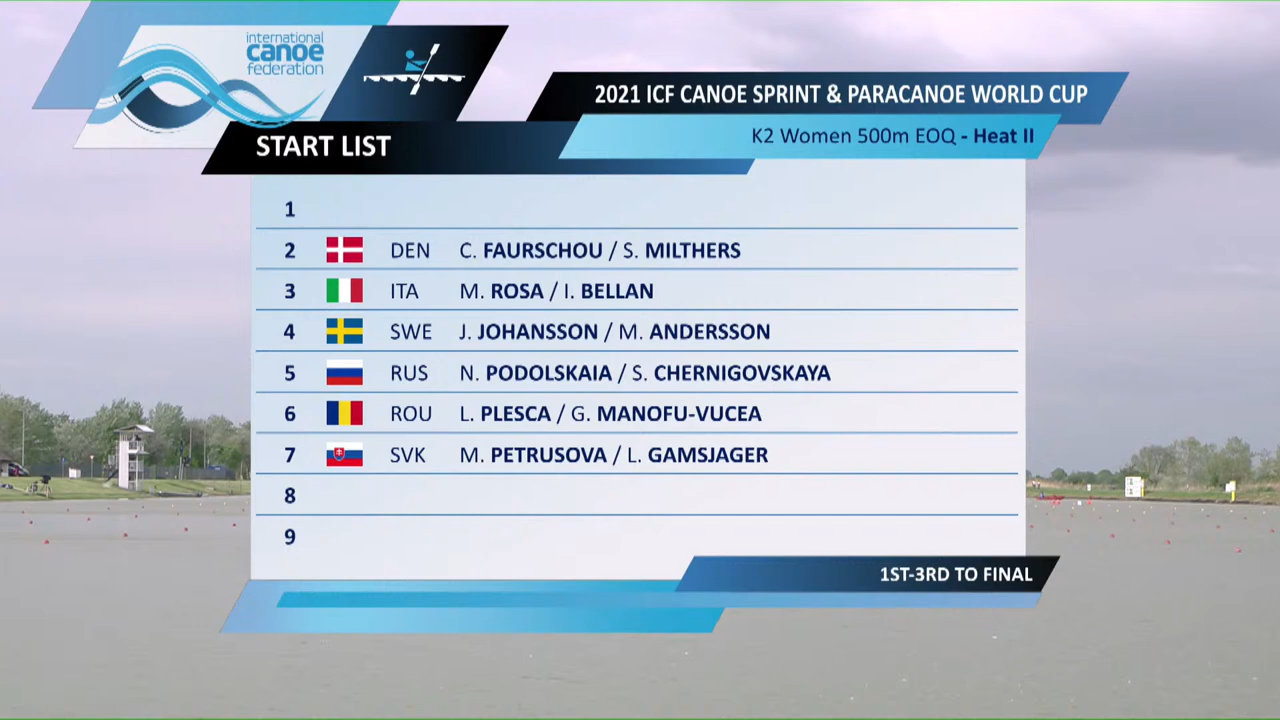 international
canoe
federation
2021 ICF CANOE SPRINT & PARACANOE WORLD CUP
START LIST
K2 Women 500m EOQ - Heat II
1
2 DEN C. FAURSCHOU / S. MILTHERS
3 ITA M. ROSA / I. BELLAN
4 SWE J. JOHANSSON / M. ANDERSSON
5 RUS N. PODOLSKAIA / S. CHERNIGOVSKAYA
6 ROU L. PLESCA / G. MANOFU-VUCEA
7 SVK M. PETRUSOVA / L. GAMSJAGER
8
9
1ST-3RD TO FINAL